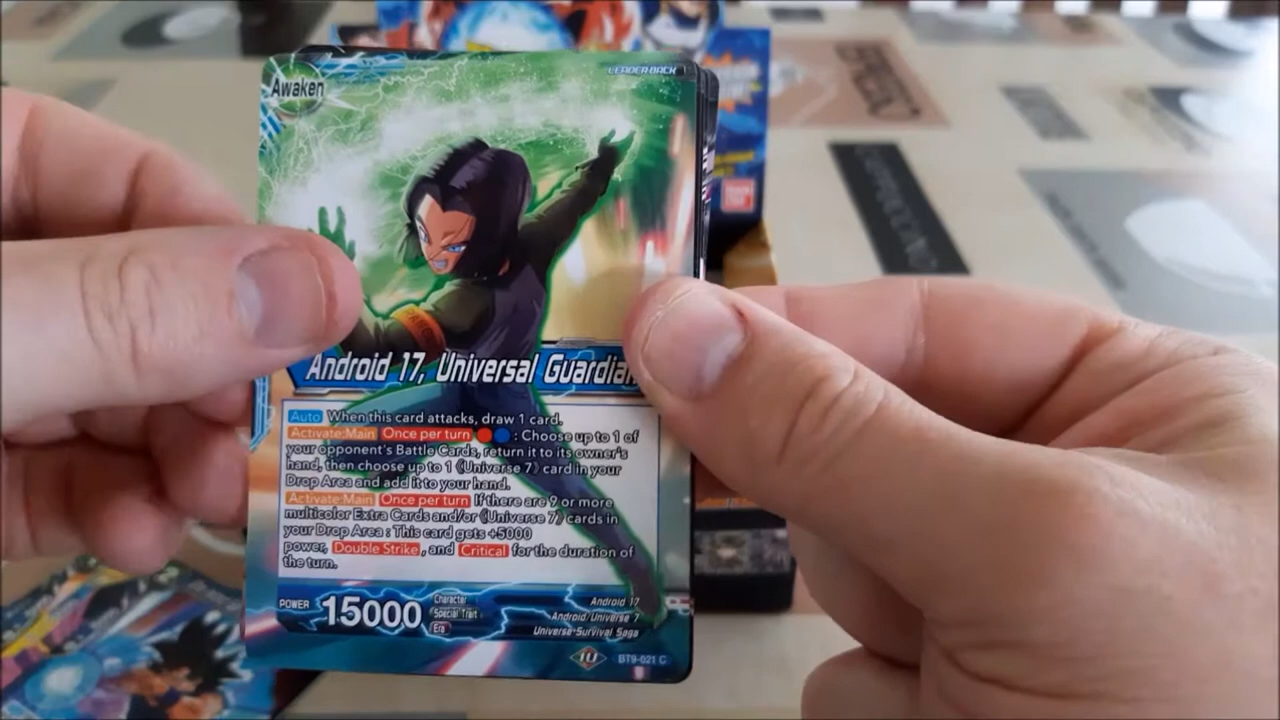 LEADER BACK
Awaken
Android 17, Universal Guardian
Auto When this card attacks, draw 1 card.
Activate:Main Once per turn : Choose up to 1 of
your opponent's Battle Cards, return it to its owner's
hand, then choose up to 1 《Universe 7》 card in your
Drop Area and add it to your hand.
Activate:Main Once per turn If there are 9 or more
multicolor Extra Cards and/or 《Universe 7》 cards in
your Drop Area : This card gets +5000
power, Double Strike , and Critical for the duration of
the turn.
POWER 15000
Character Android 17
Special Trait Android/Universe 7
Era Universe Survival Saga
BT9-021 C